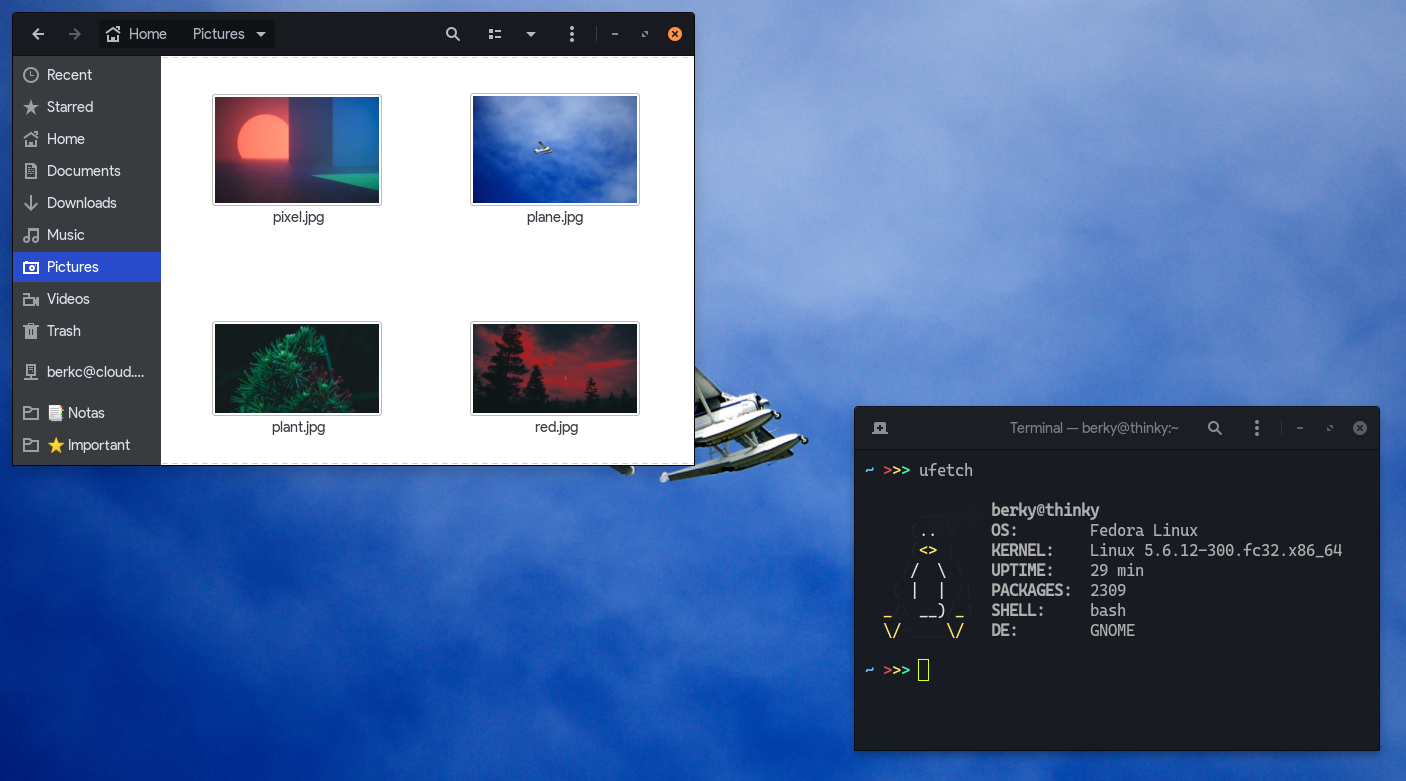 Home Pictures
Recent
Starred
Home
Documents
Downloads
Music
Pictures
Videos
Trash
berkc@cloud....
📑 Notas
⭐ Important
pixel.jpg
plane.jpg
plant.jpg
red.jpg
Terminal — berky@thinky:~
~ >>> ufetch
berky@thinky
OS: Fedora Linux
KERNEL: Linux 5.6.12-300.fc32.x86_64
UPTIME: 29 min
PACKAGES: 2309
SHELL: bash
DE: GNOME
~ >>>